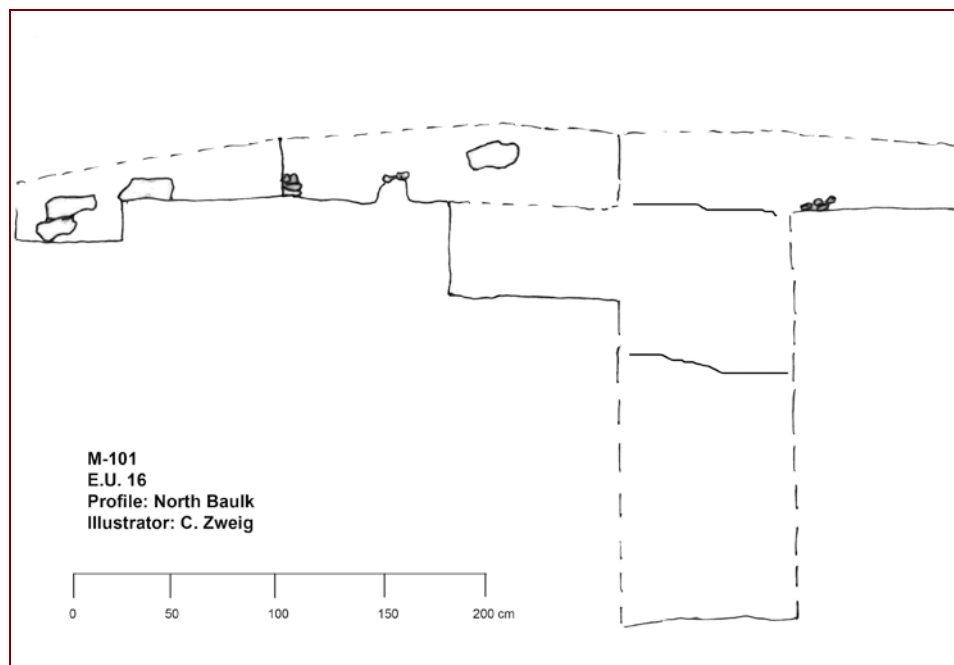 M-101
E.U. 16
Profile: North Baulk
Illustrator: C. Zweig
0 50 100 150 200 cm